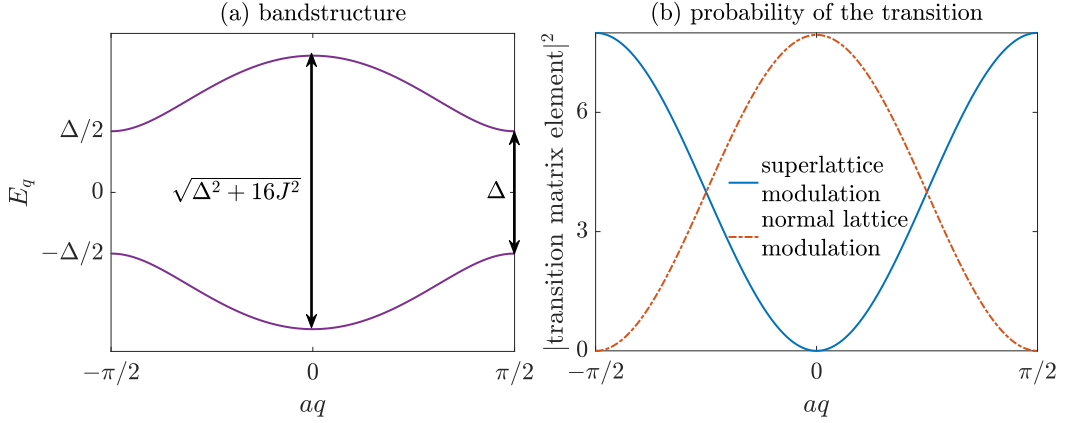 (a) bandstructure
E_q
Δ/2
0
−Δ/2
√Δ² + 16J²
Δ
−π/2
0
π/2
aq
(b) probability of the transition
|transition matrix element|²
6
3
0
superlattice
modulation
normal lattice
modulation
−π/2
0
π/2
aq